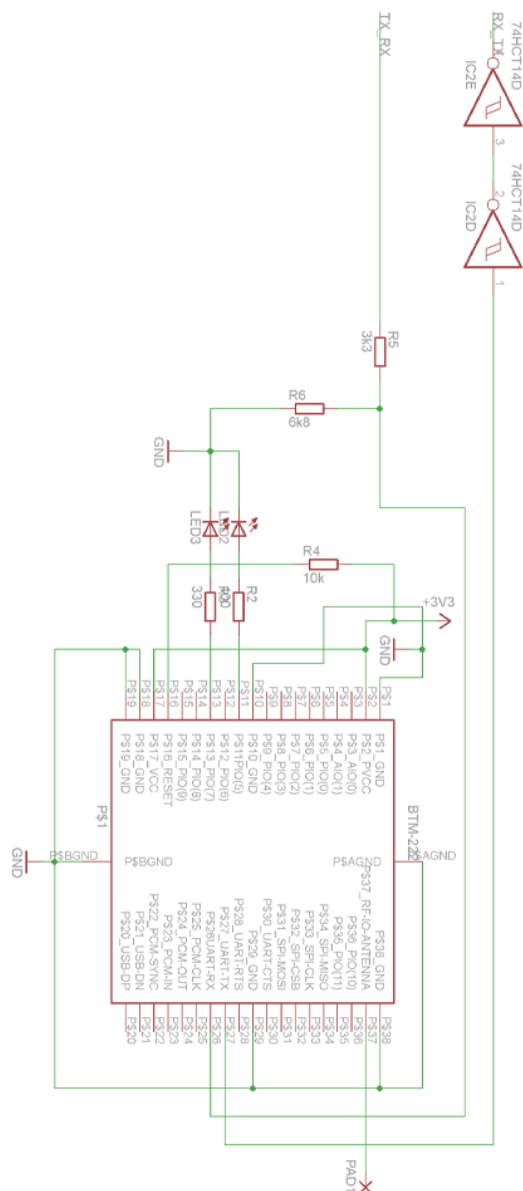 74HCT14D
RX_TX
IC2E
3
74HCT14D
2
IC2D
1
TX_RX
R5
3k3
R6
6k8
GND
LED3
LED2
R4
10k
330
R2
+3V3
GND
P$19
P$18
P$17
P$16
P$15
P$14
P$13
P$12
P$11
P$10
P$9
P$8
P$7
P$6
P$5
P$4
P$3
P$2
P$1
P$19_GND
P$18_GND
P$17_VCC
P$16_RESET
P$15_PIO(9)
P$14_PIO(8)
P$13_PIO(7)
P$12_PIO(6)
P$11PIO(5)
P$10_GND
P$9_PIO(4)
P$8_PIO(3)
P$7_PIO(2)
P$6_PIO(1)
P$5_PIO(0)
P$4_AIO(1)
P$3_AIO(0)
P$2_PVCC
P$1_GND
P$1
BTM-222
GND
P$BGND
P$BGND
P$AGND
P$20_USB-DP
P$21_USB-DN
P$22_PCM-SYNC
P$23_PCM-IN
P$24_PCM-OUT
P$25_PCM-CLK
P$26UART-RX
P$27_UART-TX
P$28_UART-RTS
P$29_GND
P$30_UART-CTS
P$31_SPI-MOSI
P$32_SPI-CSB
P$33_SPI-CLK
P$34_SPI-MISO
P$35_PIO(11)
P$36_PIO(10)
P$37_RF-IO-ANTENNA
P$38_GND
P$20
P$21
P$22
P$23
P$24
P$25
P$26
P$27
P$28
P$29
P$30
P$31
P$32
P$33
P$34
P$35
P$36
P$37
P$38
PAD1